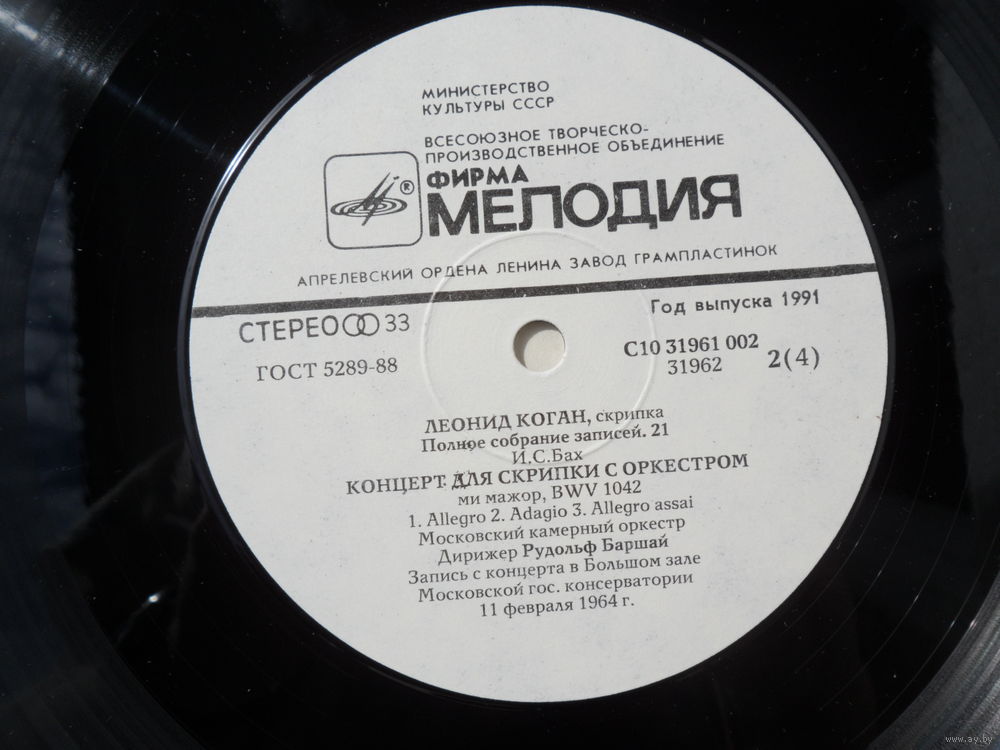 МИНИСТЕРСТВО
КУЛЬТУРЫ СССР
ВСЕСОЮЗНОЕ ТВОРЧЕСКО-
ПРОИЗВОДСТВЕННОЕ ОБЪЕДИНЕНИЕ
®
ФИРМА
МЕЛОДИЯ
АПРЕЛЕВСКИЙ ОРДЕНА ЛЕНИНА ЗАВОД ГРАМПЛАСТИНОК
СТЕРЕО 33
Год выпуска 1991
ГОСТ 5289-88
С10 31961 002
31962
2(4)
ЛЕОНИД КОГАН, скрипка
Полное собрание записей. 21
И.С.Бах
КОНЦЕРТ ДЛЯ СКРИПКИ С ОРКЕСТРОМ
ми мажор, BWV 1042
1. Allegro 2. Adagio 3. Allegro assai
Московский камерный оркестр
Дирижер Рудольф Баршай
Запись с концерта в Большом зале
Московской гос. консерватории
11 февраля 1964 г.
www.ay.by